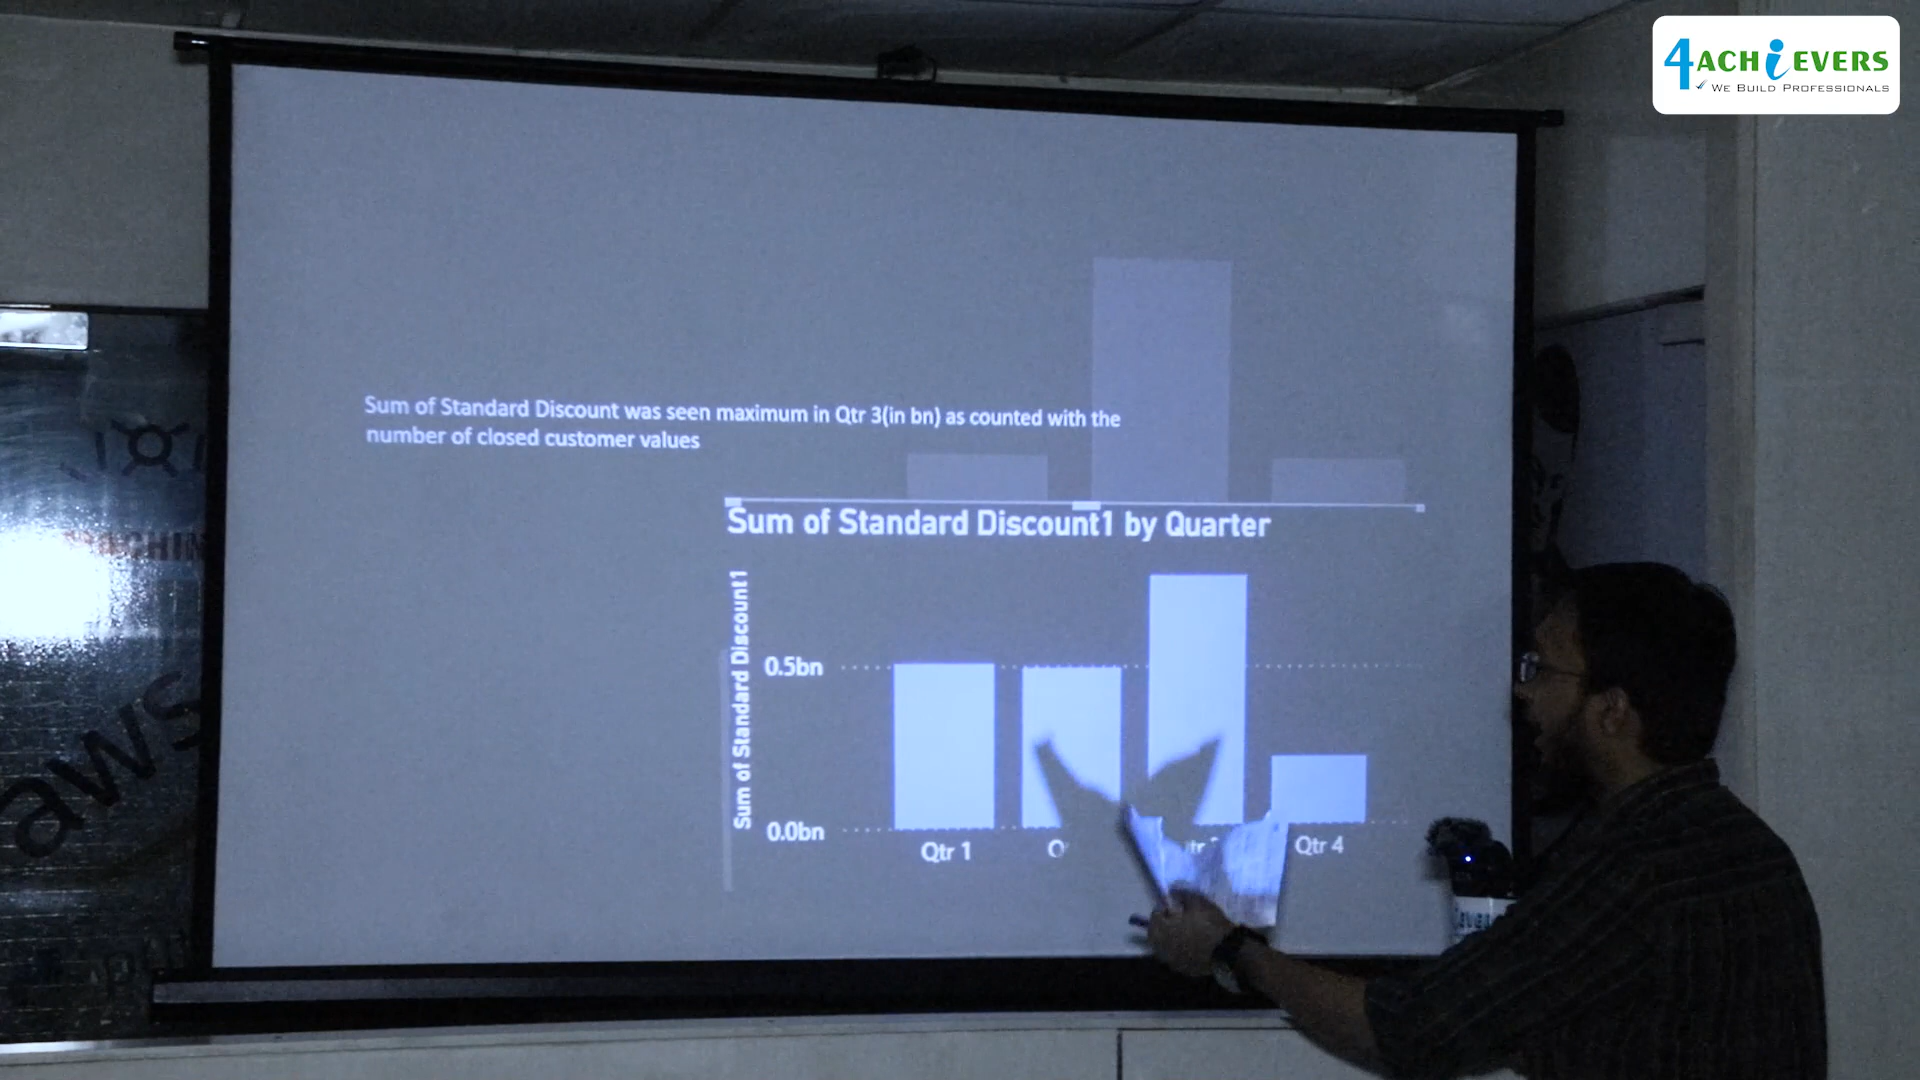 4ACHiEVERS
WE BUILD PROFESSIONALS
Sum of Standard Discount was seen maximum in Qtr 3(in bn) as counted with the
number of closed customer values
Sum of Standard Discount1 by Quarter
Sum of Standard Discount1
0.5bn
0.0bn
Qtr 1
Qtr 4
aws